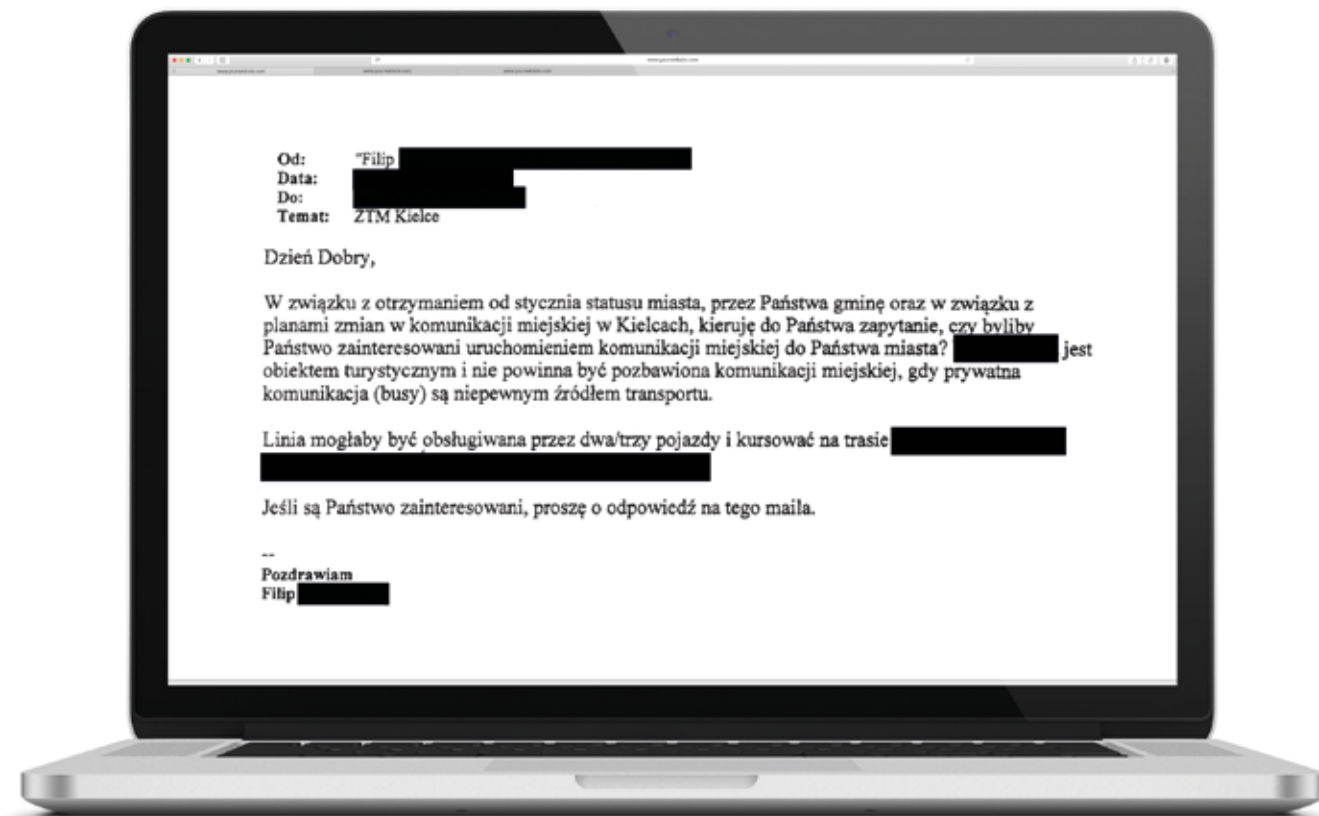 Od: "Filip
Data:
Do:
Temat: ZTM Kielce
Dzień Dobry,
W związku z otrzymaniem od stycznia statusu miasta, przez Państwa gminę oraz w związku z
planami zmian w komunikacji miejskiej w Kielcach, kieruję do Państwa zapytanie, czy byliby
Państwo zainteresowani uruchomieniem komunikacji miejskiej do Państwa miasta? jest
obiektem turystycznym i nie powinna być pozbawiona komunikacji miejskiej, gdy prywatna
komunikacja (busy) są niepewnym źródłem transportu.
Linia mogłaby być obsługiwana przez dwa/trzy pojazdy i kursować na trasie
Jeśli są Państwo zainteresowani, proszę o odpowiedź na tego maila.
--
Pozdrawiam
Filip